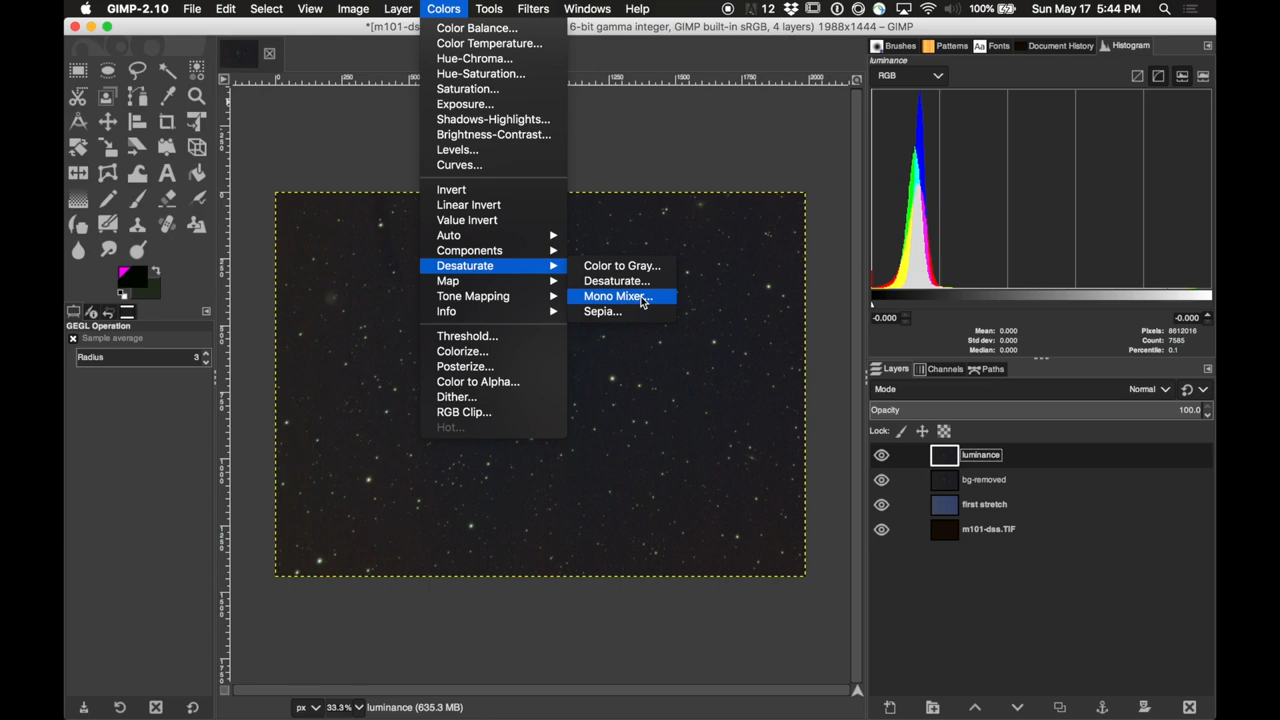 GIMP-2.10 File Edit Select View Image Layer Colors Tools Filters Windows Help 12 100% Sun May 17 5:44 PM
*[m101-ds 6-bit gamma integer, GIMP built-in sRGB, 4 layers) 1988x1444 – GIMP
Color Balance...
Color Temperature...
Hue-Chroma...
Hue-Saturation...
Saturation...
Exposure...
Shadows-Highlights...
Brightness-Contrast...
Levels...
Curves...
Invert
Linear Invert
Value Invert
Auto
Components
Desaturate
Map
Tone Mapping
Info
Threshold...
Colorize...
Posterize...
Color to Alpha...
Dither...
RGB Clip...
Hot...
Color to Gray...
Desaturate...
Mono Mixer...
Sepia...
GEGL Operation
Sample average
Radius 3
0 500 1250 1500 1750 2000
px 33.3% luminance (635.3 MB)
Brushes Patterns Aa Fonts Document History Histogram
luminance
RGB
-0.000 -0.000
Mean: 0.000 Pixels: 8612016
Std dev: 0.000 Count: 7585
Median: 0.000 Percentile: 0.1
Layers Channels Paths
Mode Normal
Opacity 100.0
Lock:
luminance
bg-removed
first stretch
m101-dss.TIF